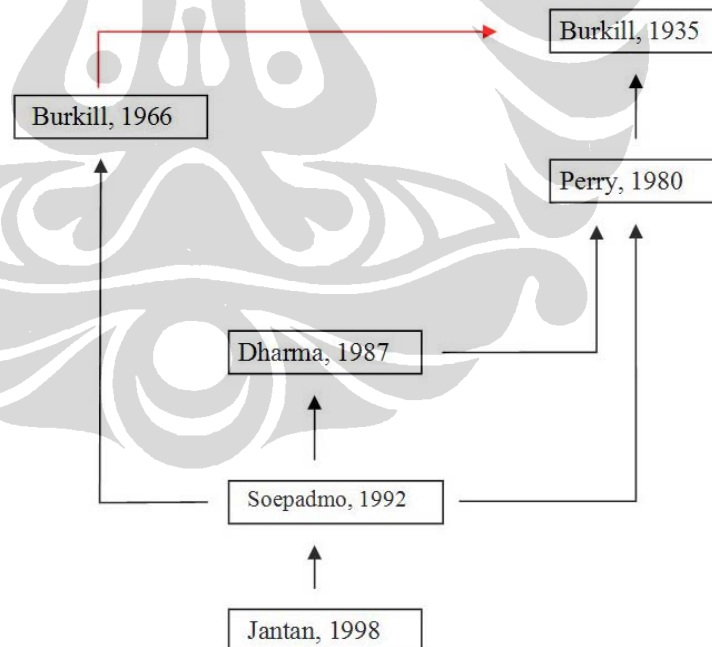 Burkill, 1935
Burkill, 1966
Perry, 1980
Dharma, 1987
Soepadmo, 1992
Jantan, 1998